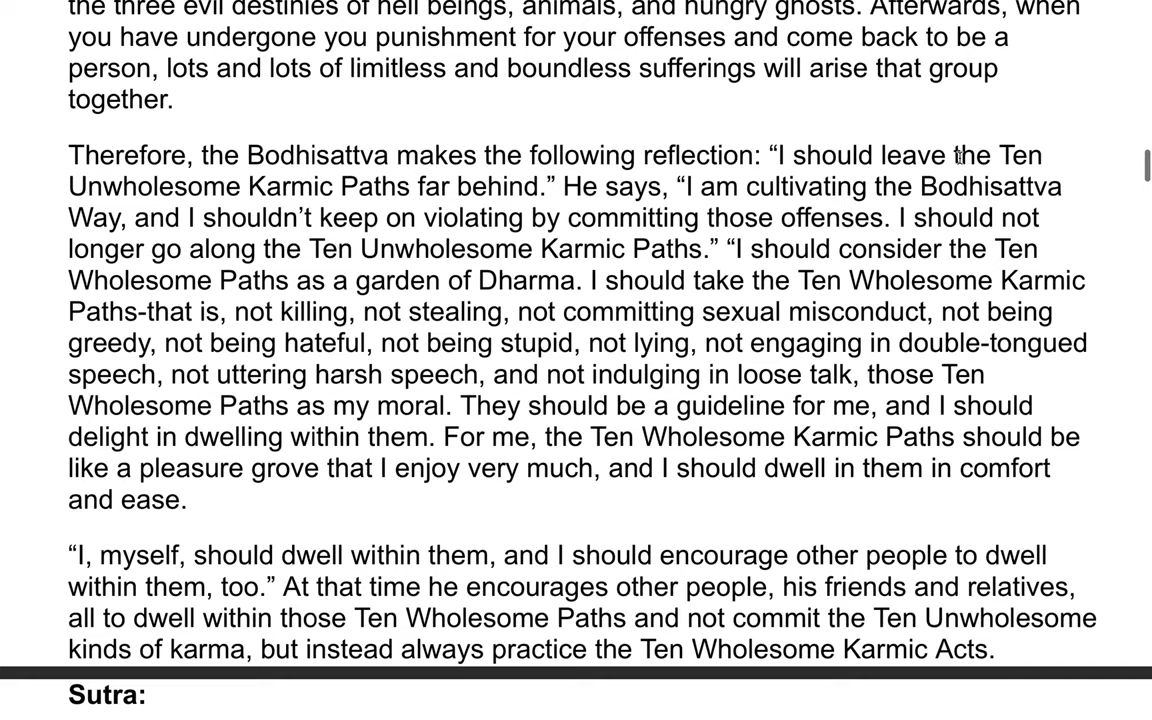 the three evil destinies of hell beings, animals, and hungry ghosts. Afterwards, when
you have undergone you punishment for your offenses and come back to be a
person, lots and lots of limitless and boundless sufferings will arise that group
together.
Therefore, the Bodhisattva makes the following reflection: “I should leave the Ten
Unwholesome Karmic Paths far behind.” He says, “I am cultivating the Bodhisattva
Way, and I shouldn’t keep on violating by committing those offenses. I should not
longer go along the Ten Unwholesome Karmic Paths.” “I should consider the Ten
Wholesome Paths as a garden of Dharma. I should take the Ten Wholesome Karmic
Paths-that is, not killing, not stealing, not committing sexual misconduct, not being
greedy, not being hateful, not being stupid, not lying, not engaging in double-tongued
speech, not uttering harsh speech, and not indulging in loose talk, those Ten
Wholesome Paths as my moral. They should be a guideline for me, and I should
delight in dwelling within them. For me, the Ten Wholesome Karmic Paths should be
like a pleasure grove that I enjoy very much, and I should dwell in them in comfort
and ease.
“I, myself, should dwell within them, and I should encourage other people to dwell
within them, too.” At that time he encourages other people, his friends and relatives,
all to dwell within those Ten Wholesome Paths and not commit the Ten Unwholesome
kinds of karma, but instead always practice the Ten Wholesome Karmic Acts.
Sutra: